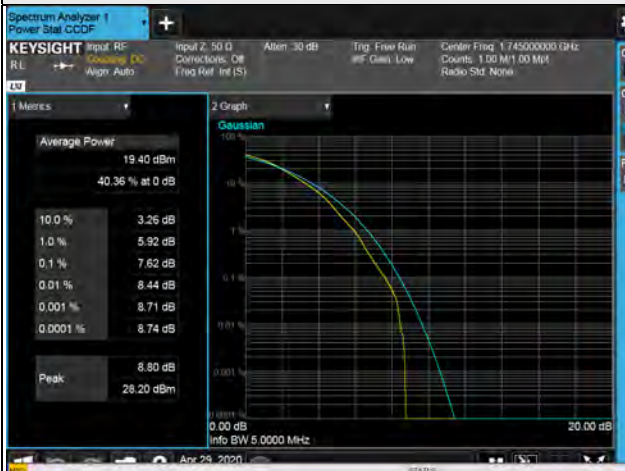 Spectrum Analyzer 1
Power Stat CCDF
KEYSIGHT
RL
Input: RF
Coupling: DC
Align: Auto
Input Z: 50 Ω
Corrections: Off
Freq Ref: Int (S)
Atten: 30 dB
Trig: Free Run
#IF Gain: Low
Center Freq: 1.745000000 GHz
Counts: 1.00 M/1.00 Mpt
Radio Std: None
1 Metrics
2 Graph
Average Power
19.40 dBm
40.36 % at 0 dB
10.0 % 3.26 dB
1.0 % 5.92 dB
0.1 % 7.62 dB
0.01 % 8.44 dB
0.001 % 8.71 dB
0.0001 % 8.74 dB
Peak 8.80 dB
28.20 dBm
Gaussian
100 %
10 %
1 %
0.1 %
0.01 %
0.001 %
0.0001 %
0.00 dB
20.00 dB
Info BW 5.0000 MHz
Apr 29, 2020
MSG
STATUS